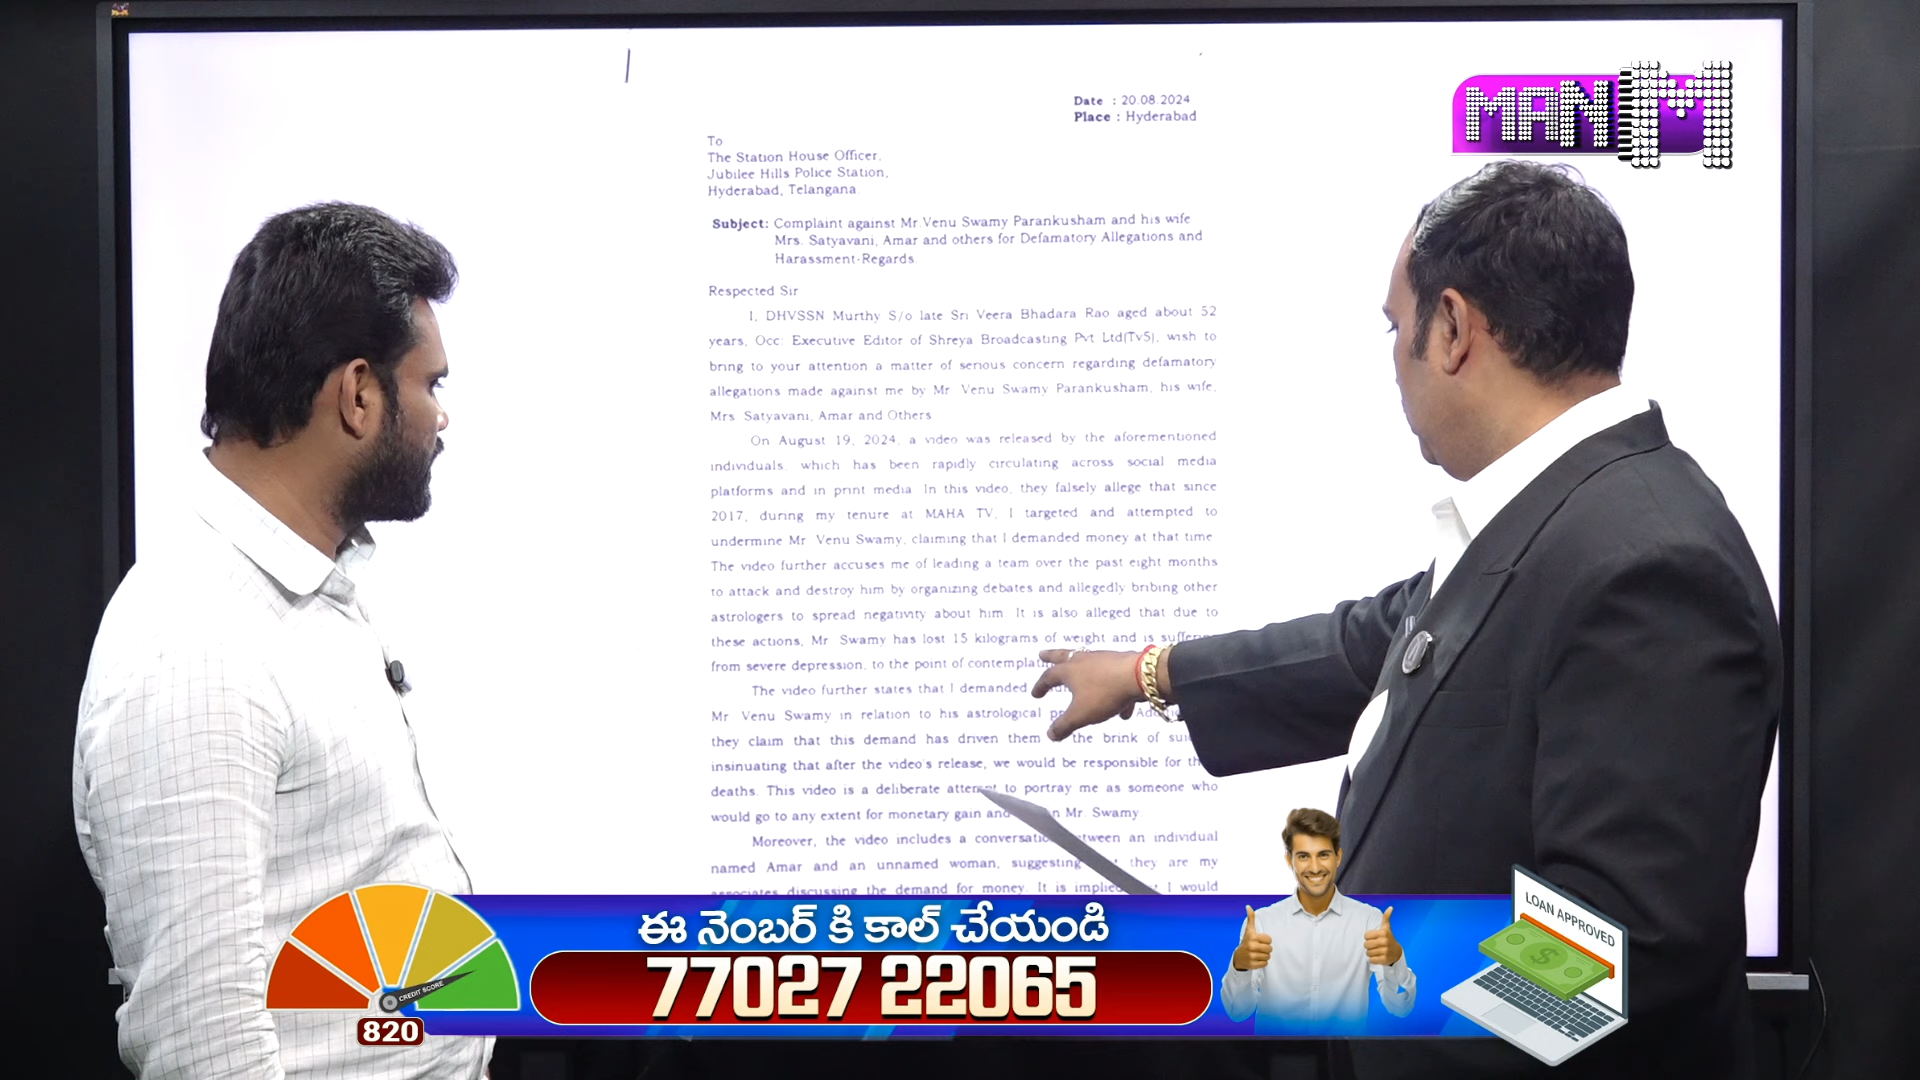 MAN M
Date : 20.08.2024
Place : Hyderabad
To
The Station House Officer,
Jubilee Hills Police Station,
Hyderabad, Telangana.
Subject: Complaint against Mr.Venu Swamy Parankusham and his wife
Mrs. Satyavani, Amar and others for Defamatory Allegations and
Harassment-Regards.
Respected Sir
I, DHVSSN Murthy S/o late Sri Veera Bhadara Rao aged about 52
years, Occ: Executive Editor of Shreya Broadcasting Pvt Ltd(Tv5), wish to
bring to your attention a matter of serious concern regarding defamatory
allegations made against me by Mr. Venu Swamy Parankusham, his wife,
Mrs. Satyavani, Amar and Others.
On August 19, 2024, a video was released by the aforementioned
individuals, which has been rapidly circulating across social media
platforms and in print media. In this video, they falsely allege that since
2017, during my tenure at MAHA TV, I targeted and attempted to
undermine Mr. Venu Swamy, claiming that I demanded money at that time.
The video further accuses me of leading a team over the past eight months
to attack and destroy him by organizing debates and allegedly bribing other
astrologers to spread negativity about him. It is also alleged that due to
these actions, Mr. Swamy has lost 15 kilograms of weight and is
from severe depression, to the point of
The video further states that I demanded
Mr. Venu Swamy in relation to his astrological
they claim that this demand has driven them the brink of
insinuating that after the video's release, we would be responsible for
deaths. This video is a deliberate attempt to portray me as someone who
would go to any extent for monetary gain Mr. Swamy.
Moreover, the video includes a between an individual
named Amar and an unnamed woman, suggesting they are my
associates discussing the demand for money. It is I would
ఈ నెంబర్ కి కాల్ చేయండి
77027 22065
CREDIT SCORE
820
LOAN APPROVED